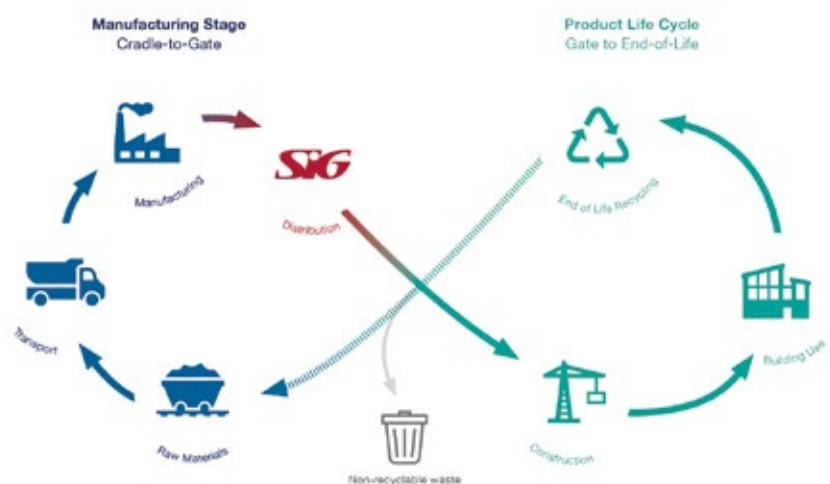 Manufacturing Stage
Cradle-to-Gate
Product Life Cycle
Gate to End-of-Life
Manufacturing
SIG
Distribution
End of Life Recycling
Transport
Building Use
Raw Materials
Construction
Non-recyclable waste